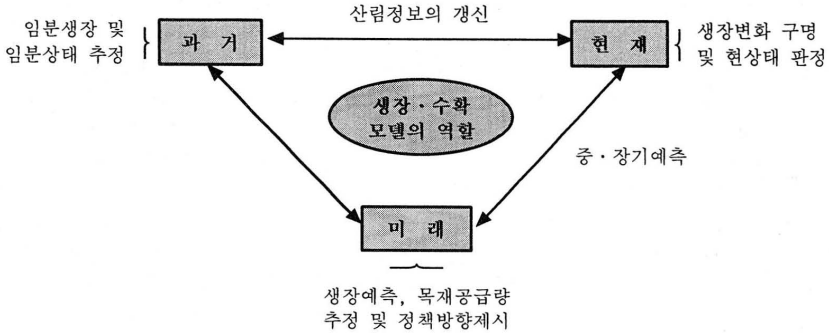 산림정보의 갱신
임분생장 및
임분상태 추정
과 거
현 재
생장변화 구명
및 현상태 판정
생장·수확
모델의 역할
중·장기예측
미 래
생장예측, 목재공급량
추정 및 정책방향제시